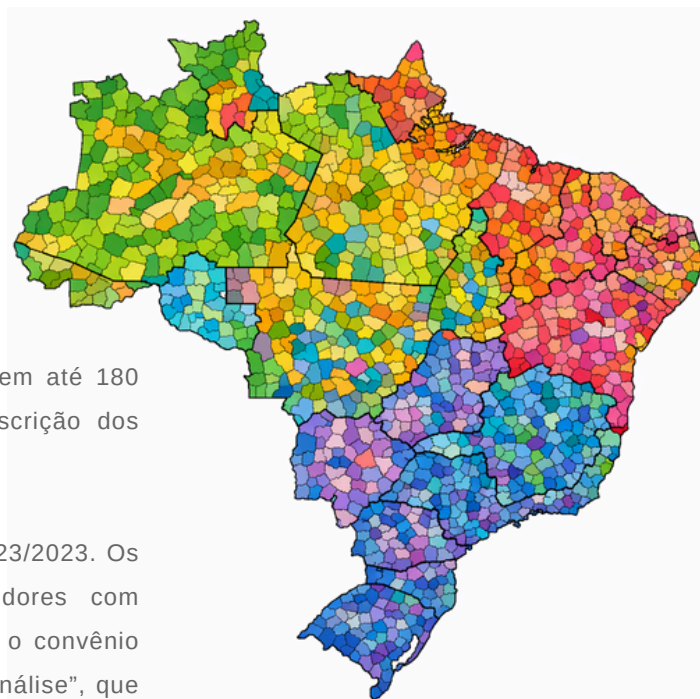 em até 180
scrição dos
23/2023. Os
dores com
o convênio
nálise”, que